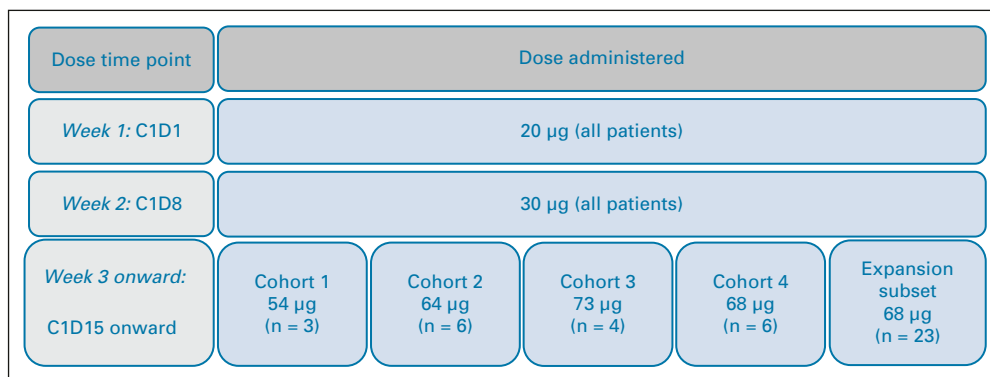 Dose time point
Dose administered
Week 1: C1D1
20 µg (all patients)
Week 2: C1D8
30 µg (all patients)
Week 3 onward:
C1D15 onward
Cohort 1
54 µg
(n = 3)
Cohort 2
64 µg
(n = 6)
Cohort 3
73 µg
(n = 4)
Cohort 4
68 µg
(n = 6)
Expansion
subset
68 µg
(n = 23)